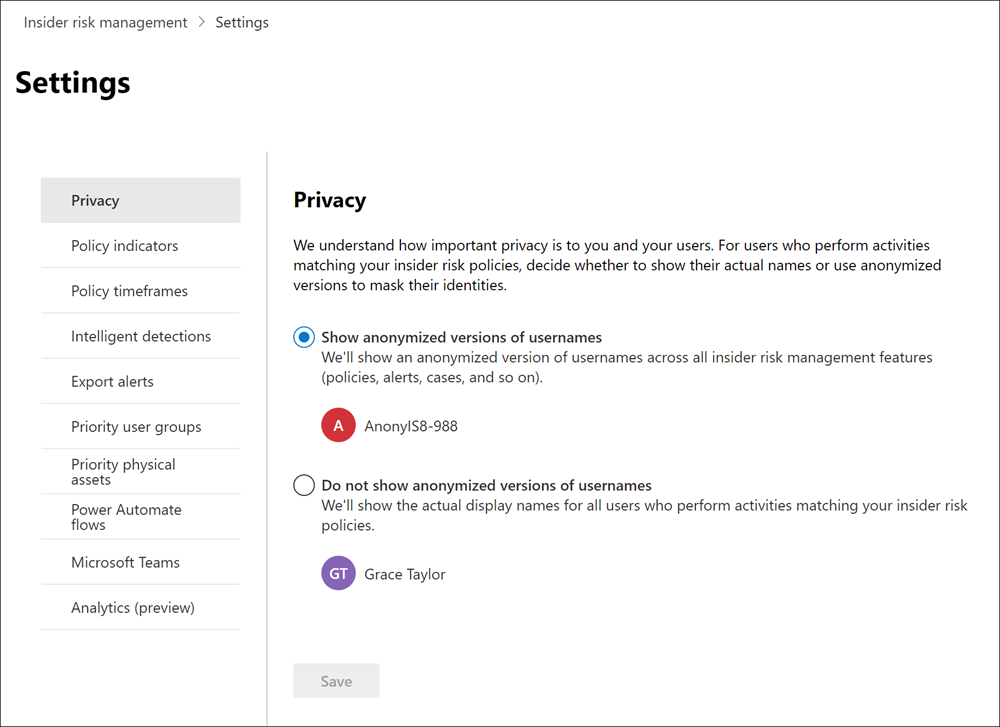 Insider risk management > Settings
Settings
Privacy
Policy indicators
Policy timeframes
Intelligent detections
Export alerts
Priority user groups
Priority physical
assets
Power Automate
flows
Microsoft Teams
Analytics (preview)
Privacy
We understand how important privacy is to you and your users. For users who perform activities
matching your insider risk policies, decide whether to show their actual names or use anonymized
versions to mask their identities.
Show anonymized versions of usernames
We'll show an anonymized version of usernames across all insider risk management features
(policies, alerts, cases, and so on).
A AnonyIS8-988
Do not show anonymized versions of usernames
We'll show the actual display names for all users who perform activities matching your insider risk
policies.
GT Grace Taylor
Save